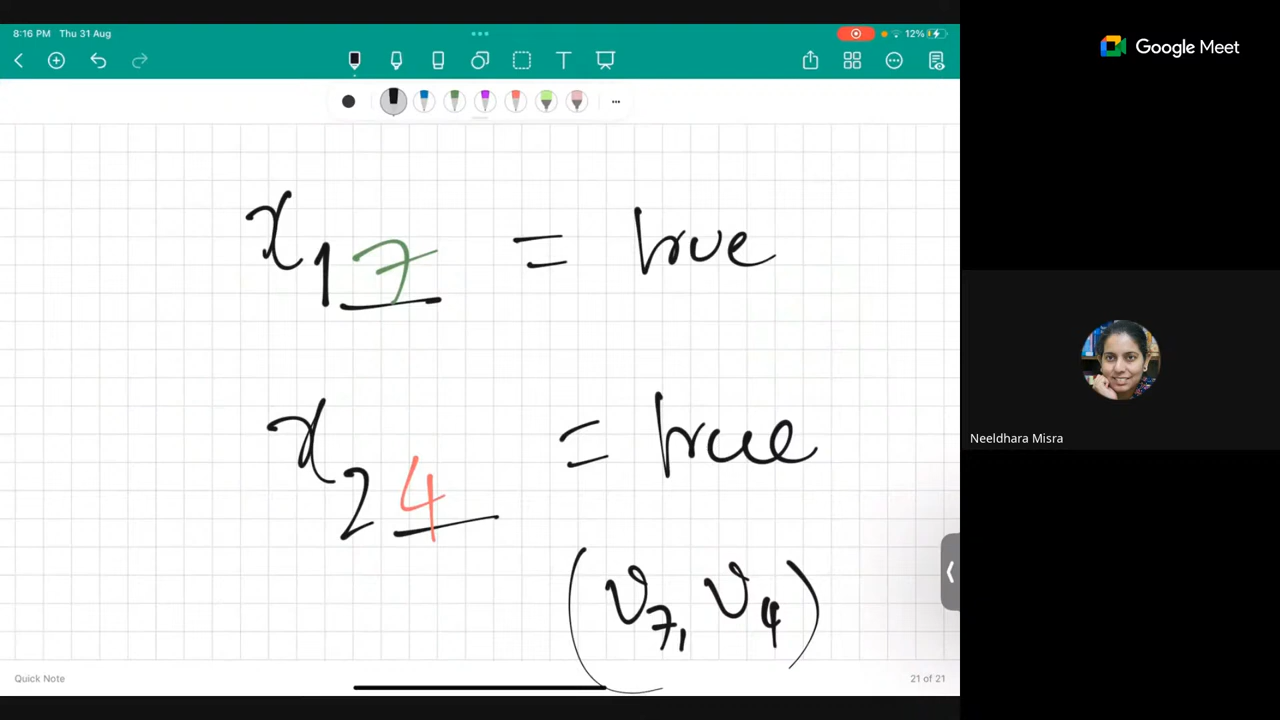 8:16 PM Thu 31 Aug
12%
Google Meet
x₁₇ = true
x₂₄ = true
(v₇, v₄)
Neeldhara Misra
Quick Note
21 of 21